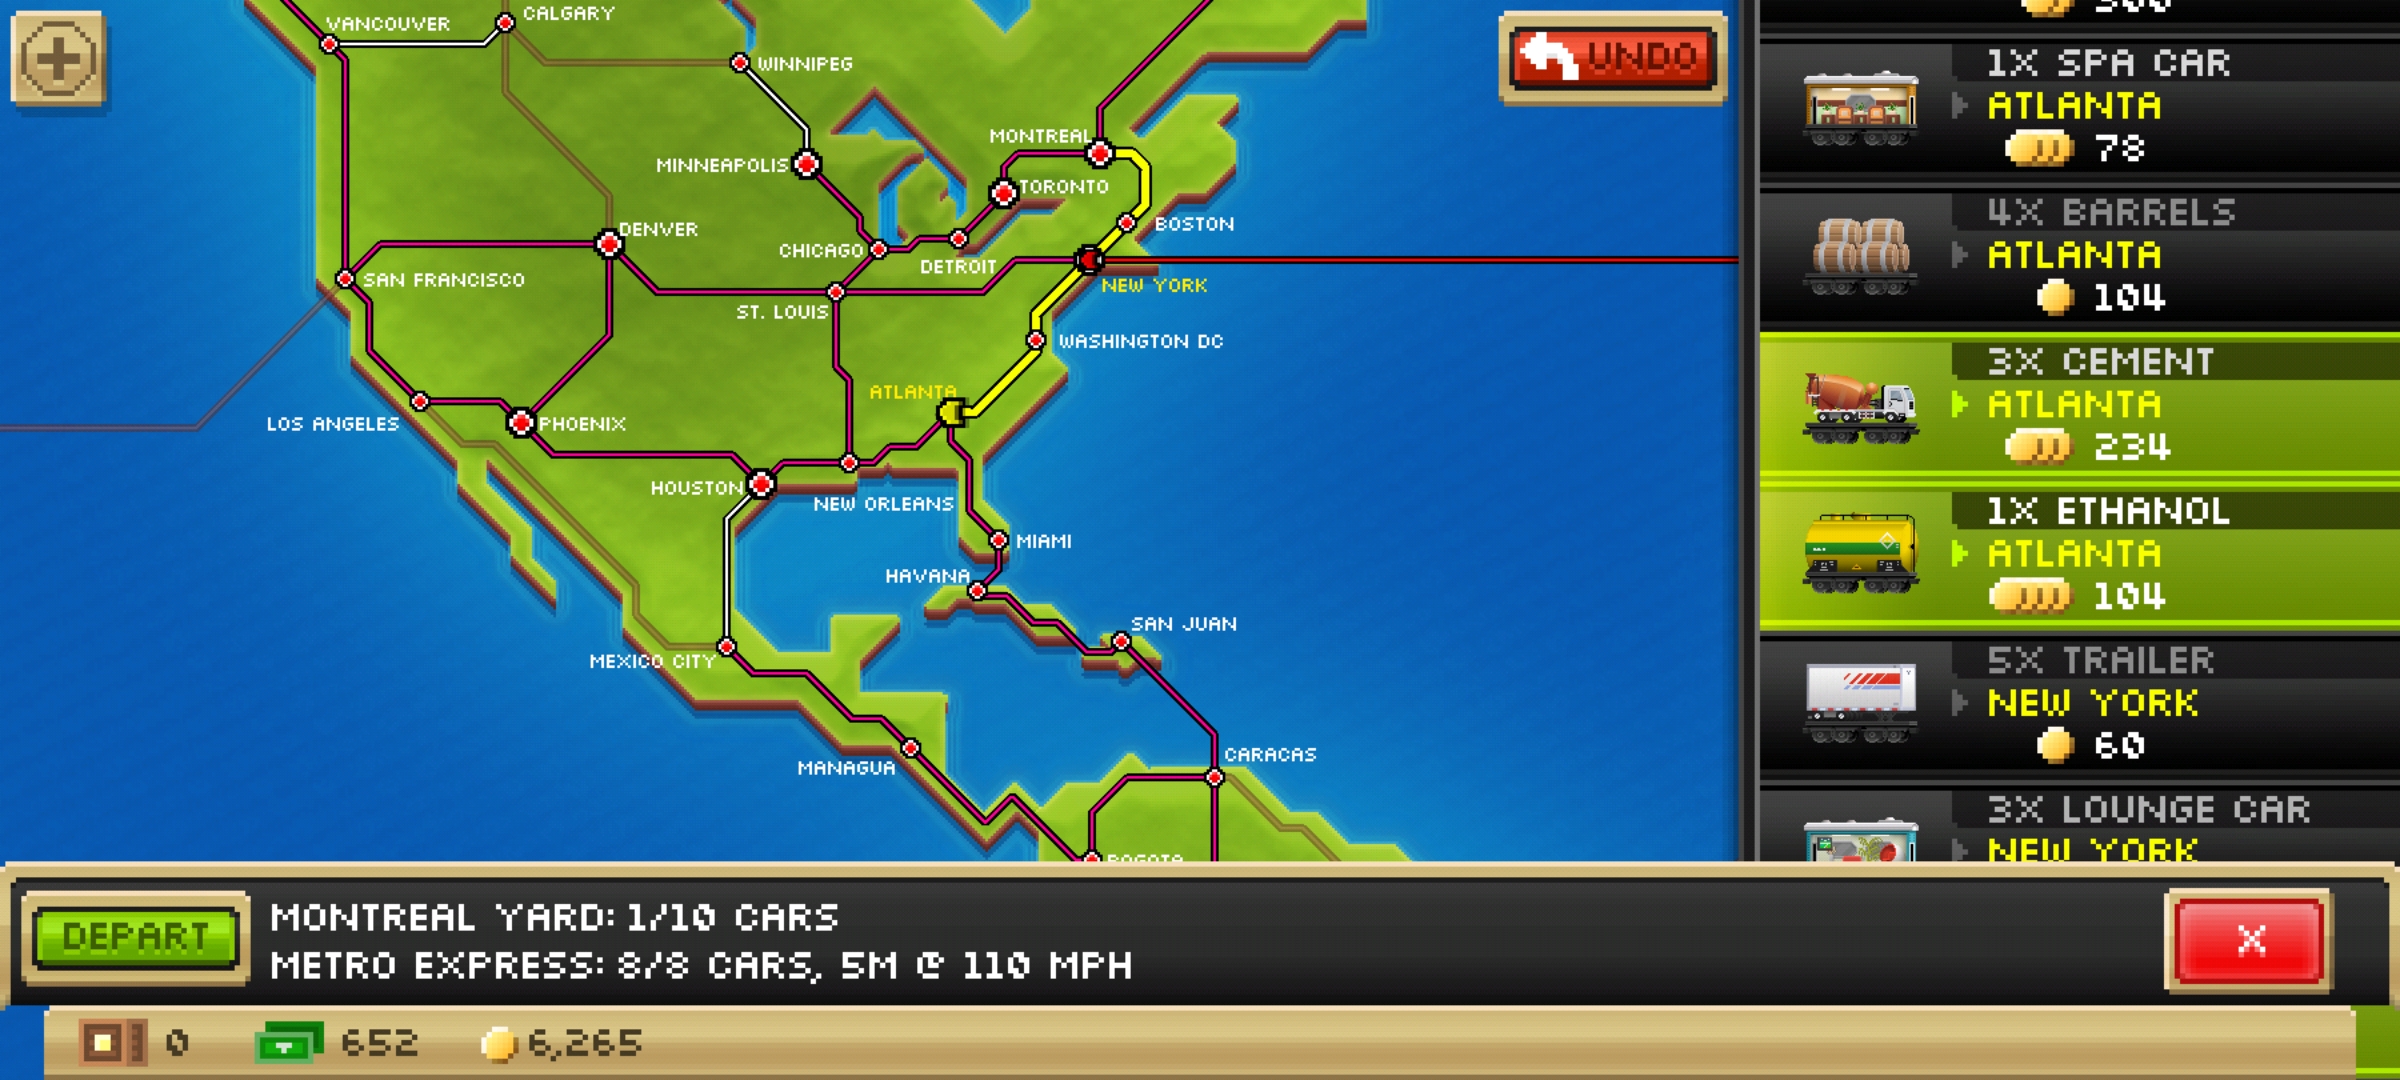 VANCOUVER
CALGARY
WINNIPEG
MONTREAL
MINNEAPOLIS
TORONTO
BOSTON
DENVER
CHICAGO
DETROIT
SAN FRANCISCO
NEW YORK
ST. LOUIS
WASHINGTON DC
ATLANTA
LOS ANGELES
PHOENIX
HOUSTON
NEW ORLEANS
MIAMI
HAVANA
SAN JUAN
MEXICO CITY
CARACAS
MANAGUA
BOGOTA
UNDO
300
1X SPA CAR
ATLANTA
78
4X BARRELS
ATLANTA
104
3X CEMENT
ATLANTA
234
1X ETHANOL
ATLANTA
104
5X TRAILER
NEW YORK
60
3X LOUNGE CAR
NEW YORK
DEPART
MONTREAL YARD: 1/10 CARS
METRO EXPRESS: 8/8 CARS, 5M @ 110 MPH
X
0
652
6,265